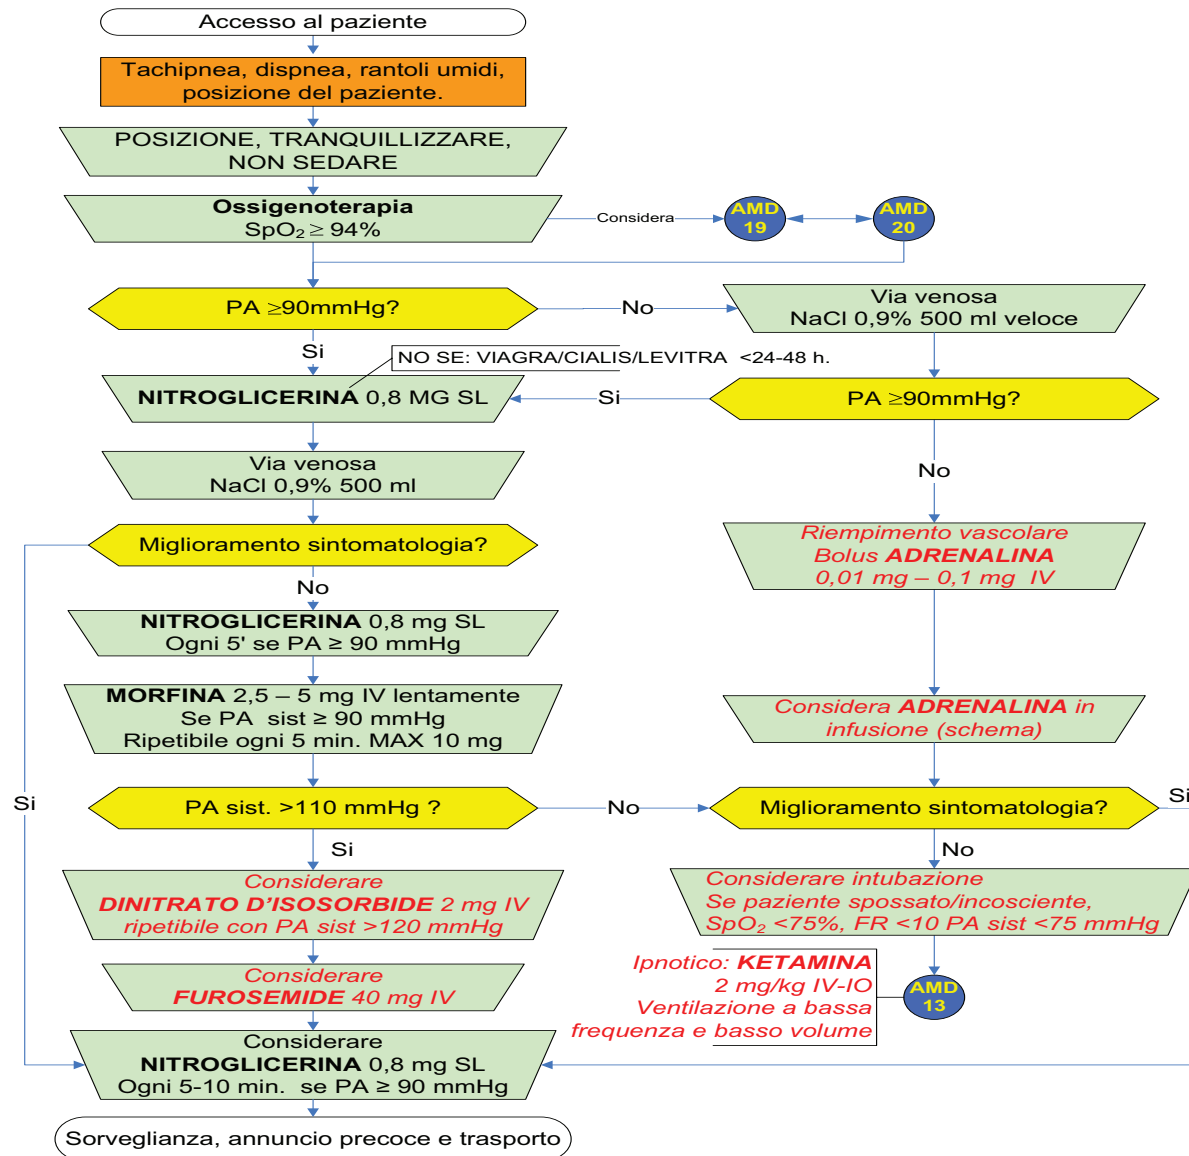 Accesso al paziente
Tachipnea, dispnea, rantoli umidi,
posizione del paziente.
POSIZIONE, TRANQUILLIZZARE,
NON SEDARE
Ossigenoterapia
SpO₂ ≥ 94%
Considera
AMD
19
AMD
20
PA ≥90mmHg?
No
Via venosa
NaCl 0,9% 500 ml veloce
Si
NO SE: VIAGRA/CIALIS/LEVITRA <24-48 h.
NITROGLICERINA 0,8 MG SL
Si
PA ≥90mmHg?
Via venosa
NaCl 0,9% 500 ml
No
Miglioramento sintomatologia?
Riempimento vascolare
Bolus ADRENALINA
0,01 mg – 0,1 mg IV
No
NITROGLICERINA 0,8 mg SL
Ogni 5' se PA ≥ 90 mmHg
MORFINA 2,5 – 5 mg IV lentamente
Se PA sist ≥ 90 mmHg
Ripetibile ogni 5 min. MAX 10 mg
Considera ADRENALINA in
infusione (schema)
Si
PA sist. >110 mmHg ?
No
Miglioramento sintomatologia?
Si
Si
No
Considerare
DINITRATO D'ISOSORBIDE 2 mg IV
ripetibile con PA sist >120 mmHg
Considerare intubazione
Se paziente spossato/incosciente,
SpO₂ <75%, FR <10 PA sist <75 mmHg
Considerare
FUROSEMIDE 40 mg IV
Ipnotico: KETAMINA
2 mg/kg IV-IO
Ventilazione a bassa
frequenza e basso volume
AMD
13
Considerare
NITROGLICERINA 0,8 mg SL
Ogni 5-10 min. se PA ≥ 90 mmHg
Sorveglianza, annuncio precoce e trasporto